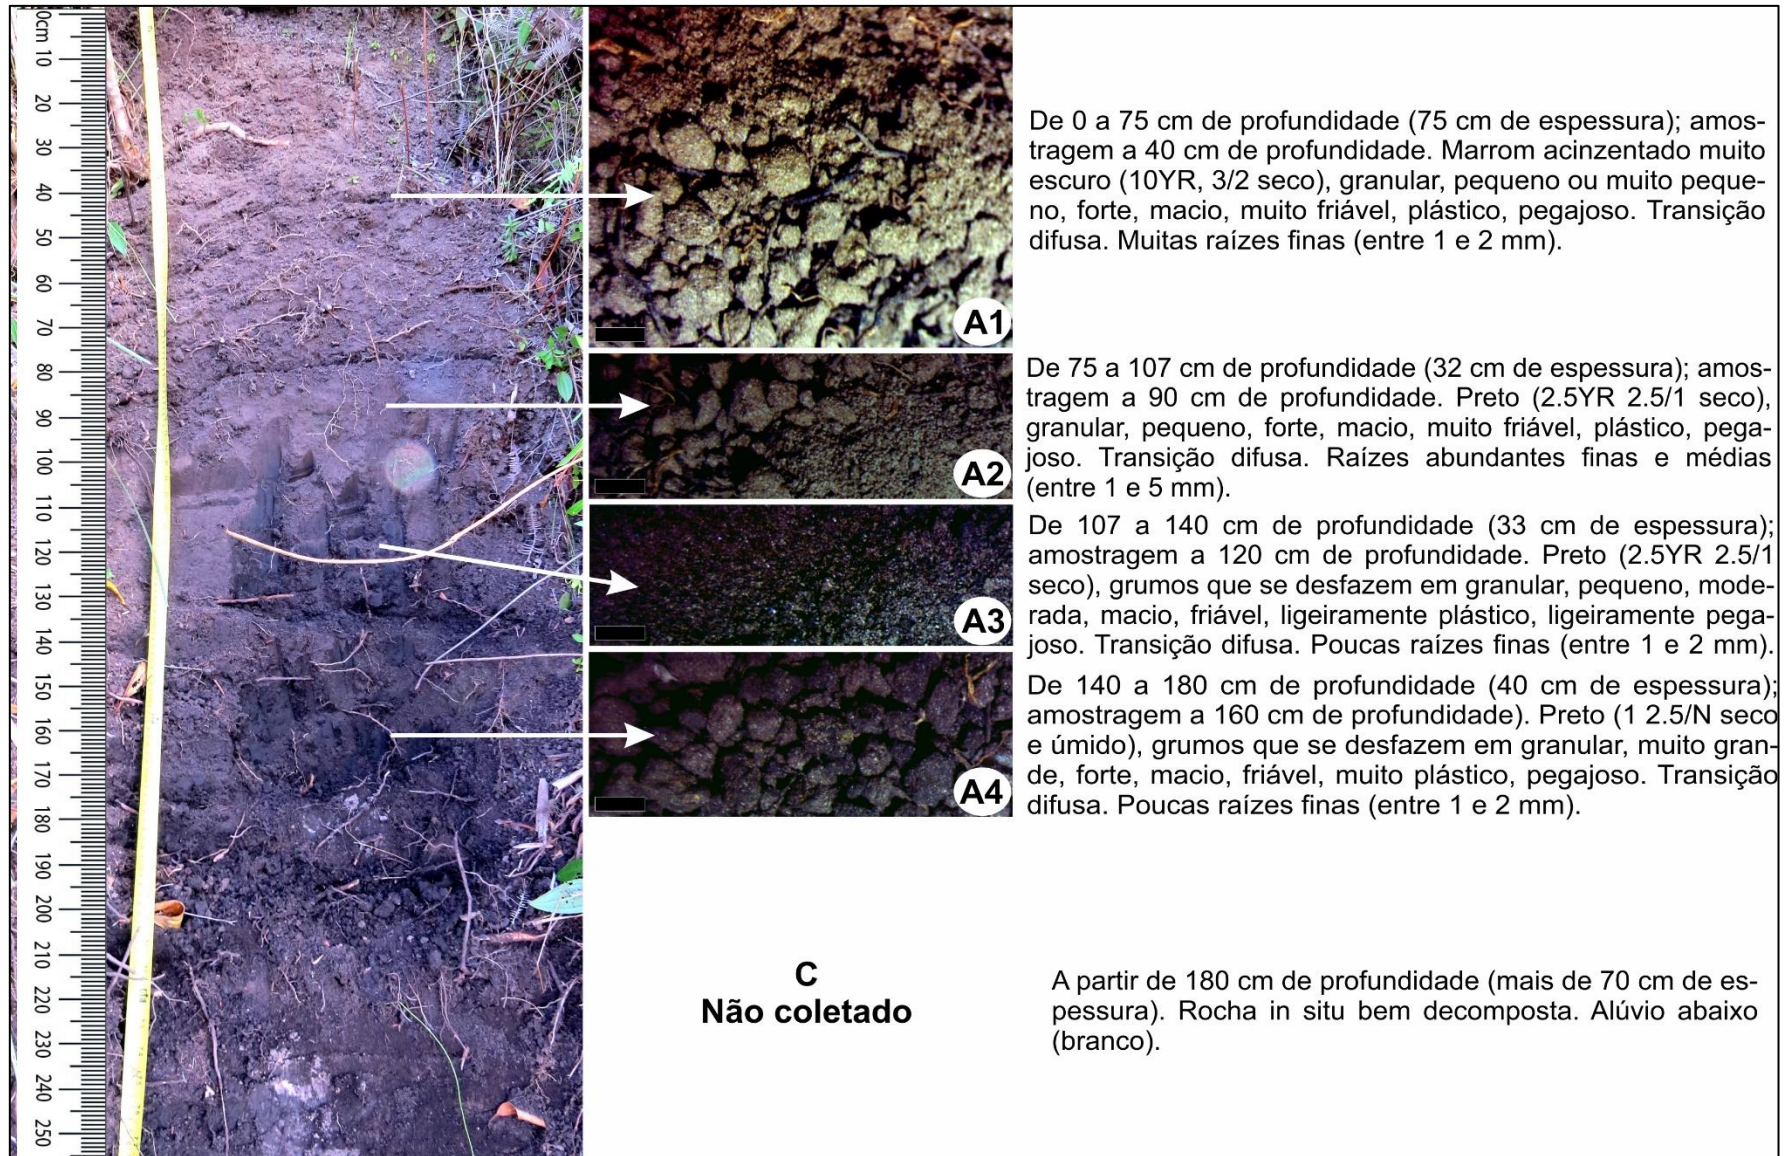 0cm
10
20
30
40
50
60
70
80
90
100
110
120
130
140
150
160
170
180
190
200
210
220
230
240
250
A1
De 0 a 75 cm de profundidade (75 cm de espessura); amos-
tragem a 40 cm de profundidade. Marrom acinzentado muito
escuro (10YR, 3/2 seco), granular, pequeno ou muito peque-
no, forte, macio, muito friável, plástico, pegajoso. Transição
difusa. Muitas raízes finas (entre 1 e 2 mm).
A2
De 75 a 107 cm de profundidade (32 cm de espessura); amos-
tragem a 90 cm de profundidade. Preto (2.5YR 2.5/1 seco),
granular, pequeno, forte, macio, muito friável, plástico, pega-
joso. Transição difusa. Raízes abundantes finas e médias
(entre 1 e 5 mm).
A3
De 107 a 140 cm de profundidade (33 cm de espessura);
amostragem a 120 cm de profundidade. Preto (2.5YR 2.5/1
seco), grumos que se desfazem em granular, pequeno, mode-
rada, macio, friável, ligeiramente plástico, ligeiramente pega-
joso. Transição difusa. Poucas raízes finas (entre 1 e 2 mm).
A4
De 140 a 180 cm de profundidade (40 cm de espessura);
amostragem a 160 cm de profundidade). Preto (1 2.5/N seco
e úmido), grumos que se desfazem em granular, muito gran-
de, forte, macio, friável, muito plástico, pegajoso. Transição
difusa. Poucas raízes finas (entre 1 e 2 mm).
C
Não coletado
A partir de 180 cm de profundidade (mais de 70 cm de es-
pessura). Rocha in situ bem decomposta. Alúvio abaixo
(branco).